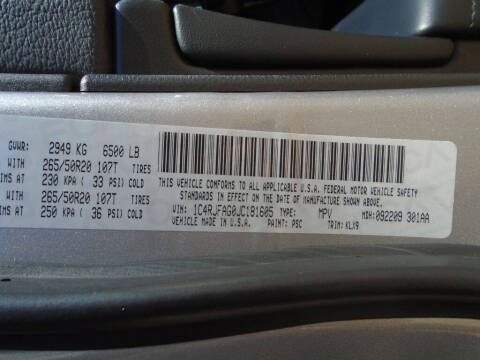 GVWR: 2949 KG 6500 LB
WITH 265/50R20 107T TIRES
IMS AT 230 KPA ( 33 PSI) COLD
WITH 265/50R20 107T TIRES
IMS AT 250 KPA ( 36 PSI) COLD
THIS VEHICLE CONFORMS TO ALL APPLICABLE U.S.A. FEDERAL MOTOR VEHICLE SAFETY
STANDARDS IN EFFECT ON THE DATE OF MANUFACTURE SHOWN ABOVE.
VIN: 1C4RJFAG0JC181605 TYPE: MPV MDH:092209 301AA
VEHICLE MADE IN U.S.A. PAINT: PSC TRIM: KLX9